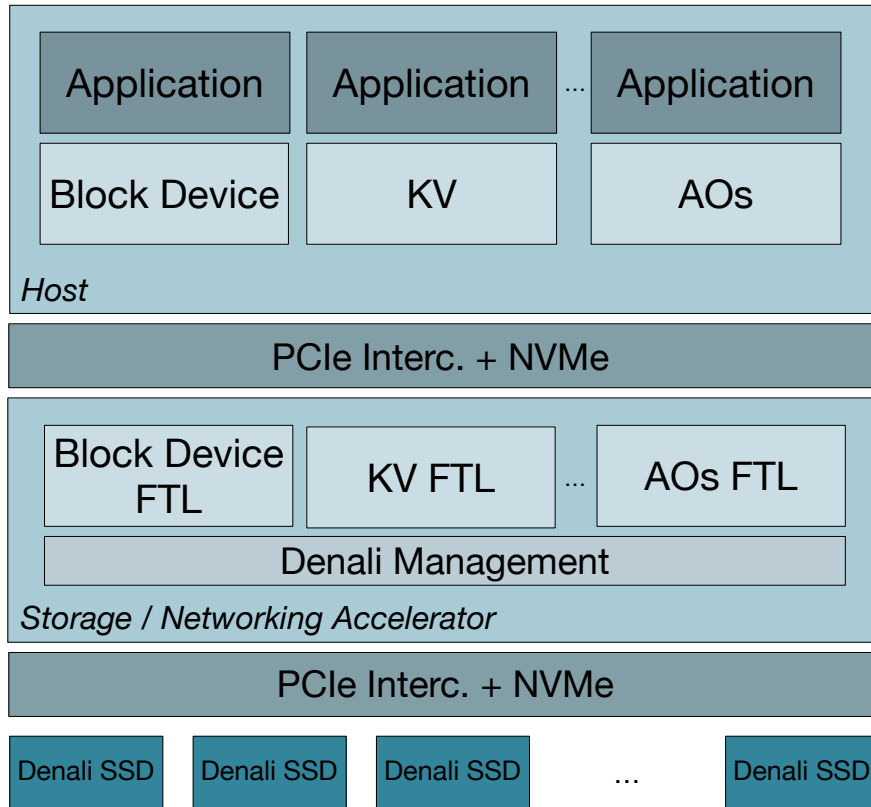 Application
Application
...
Application
Block Device
KV
AOs
Host
PCIe Interc. + NVMe
Block Device
FTL
KV FTL
...
AOs FTL
Denali Management
Storage / Networking Accelerator
PCIe Interc. + NVMe
Denali SSD
Denali SSD
Denali SSD
...
Denali SSD